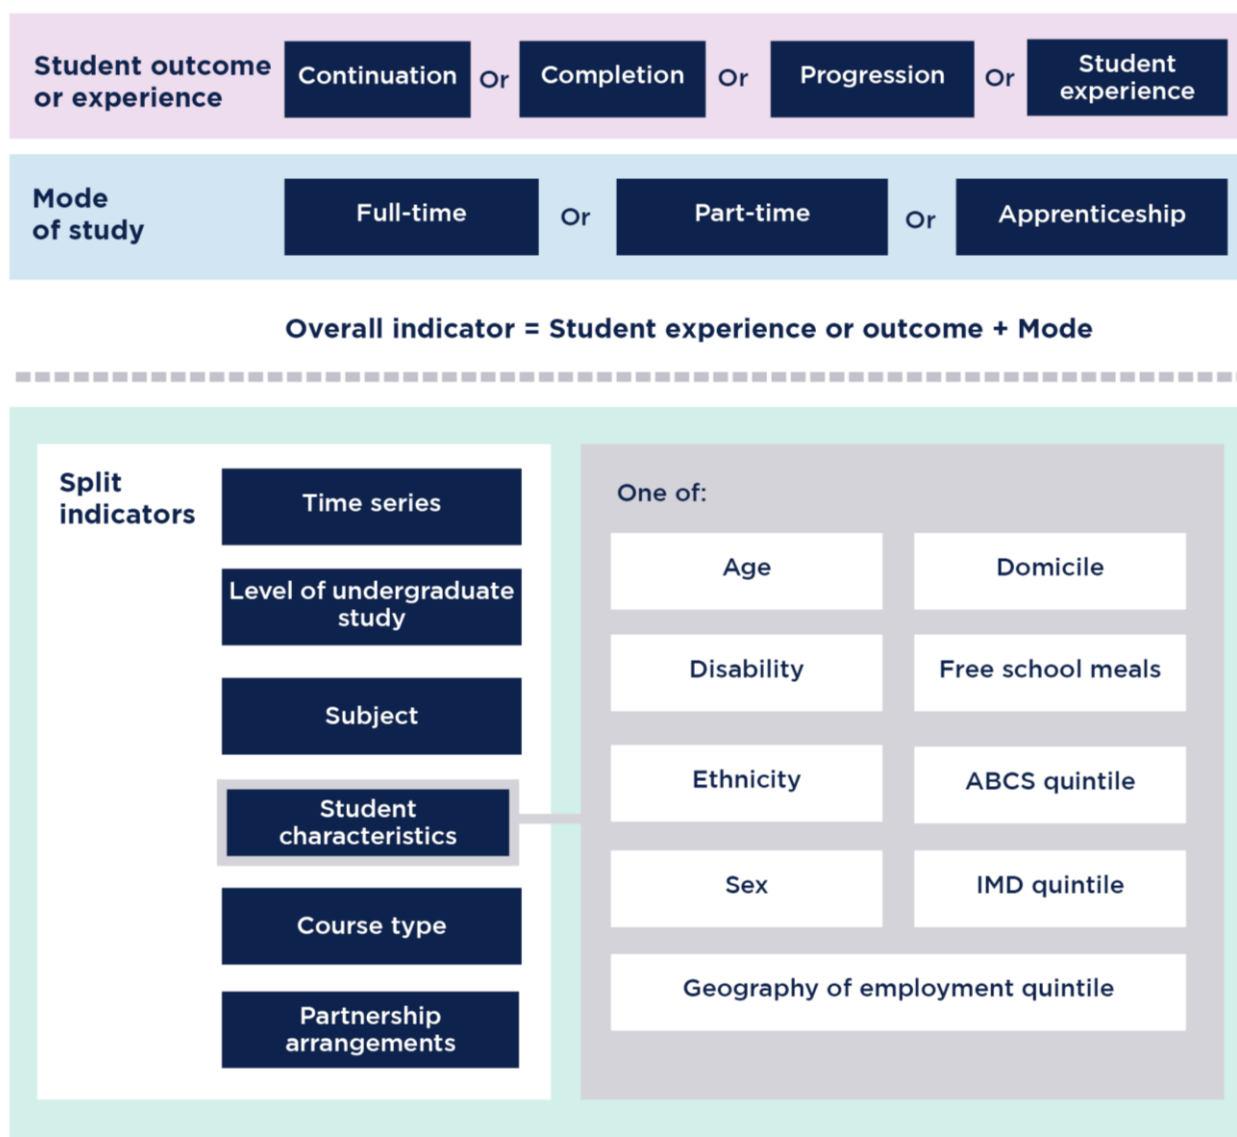 Student outcome
or experience
Continuation Or Completion Or Progression Or Student
experience
Mode
of study
Full-time Or Part-time Or Apprenticeship
Overall indicator = Student experience or outcome + Mode
Split
indicators
Time series
Level of undergraduate
study
Subject
Student
characteristics
Course type
Partnership
arrangements
One of:
Age
Domicile
Disability
Free school meals
Ethnicity
ABCS quintile
Sex
IMD quintile
Geography of employment quintile